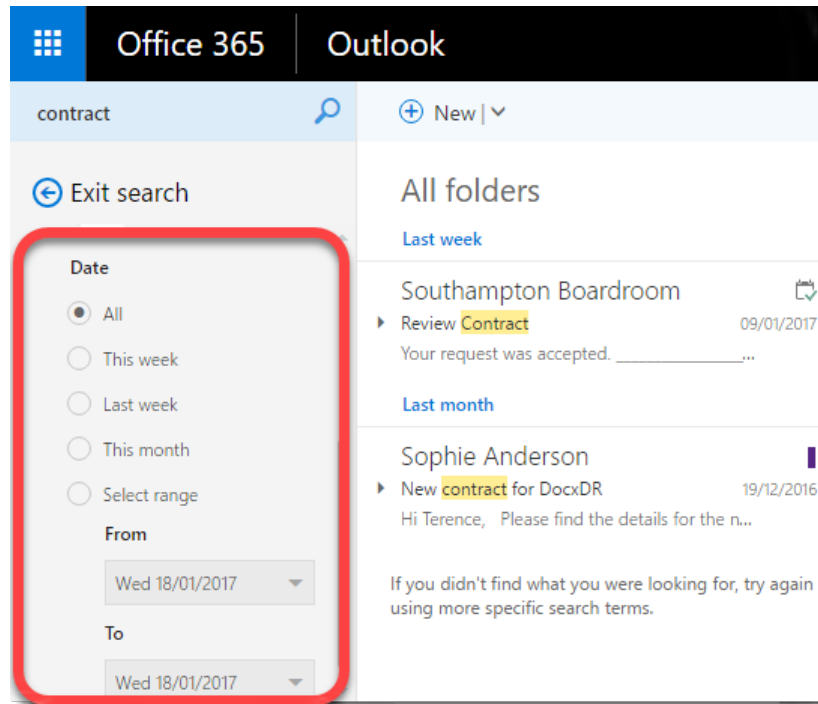 Office 365
Outlook
contract
New
Exit search
Date
All
This week
Last week
This month
Select range
From
Wed 18/01/2017
To
Wed 18/01/2017
All folders
Last week
Southampton Boardroom
Review Contract 09/01/2017
Your request was accepted. ________________...
Last month
Sophie Anderson
New contract for DocxDR 19/12/2016
Hi Terence, Please find the details for the n...
If you didn't find what you were looking for, try again
using more specific search terms.